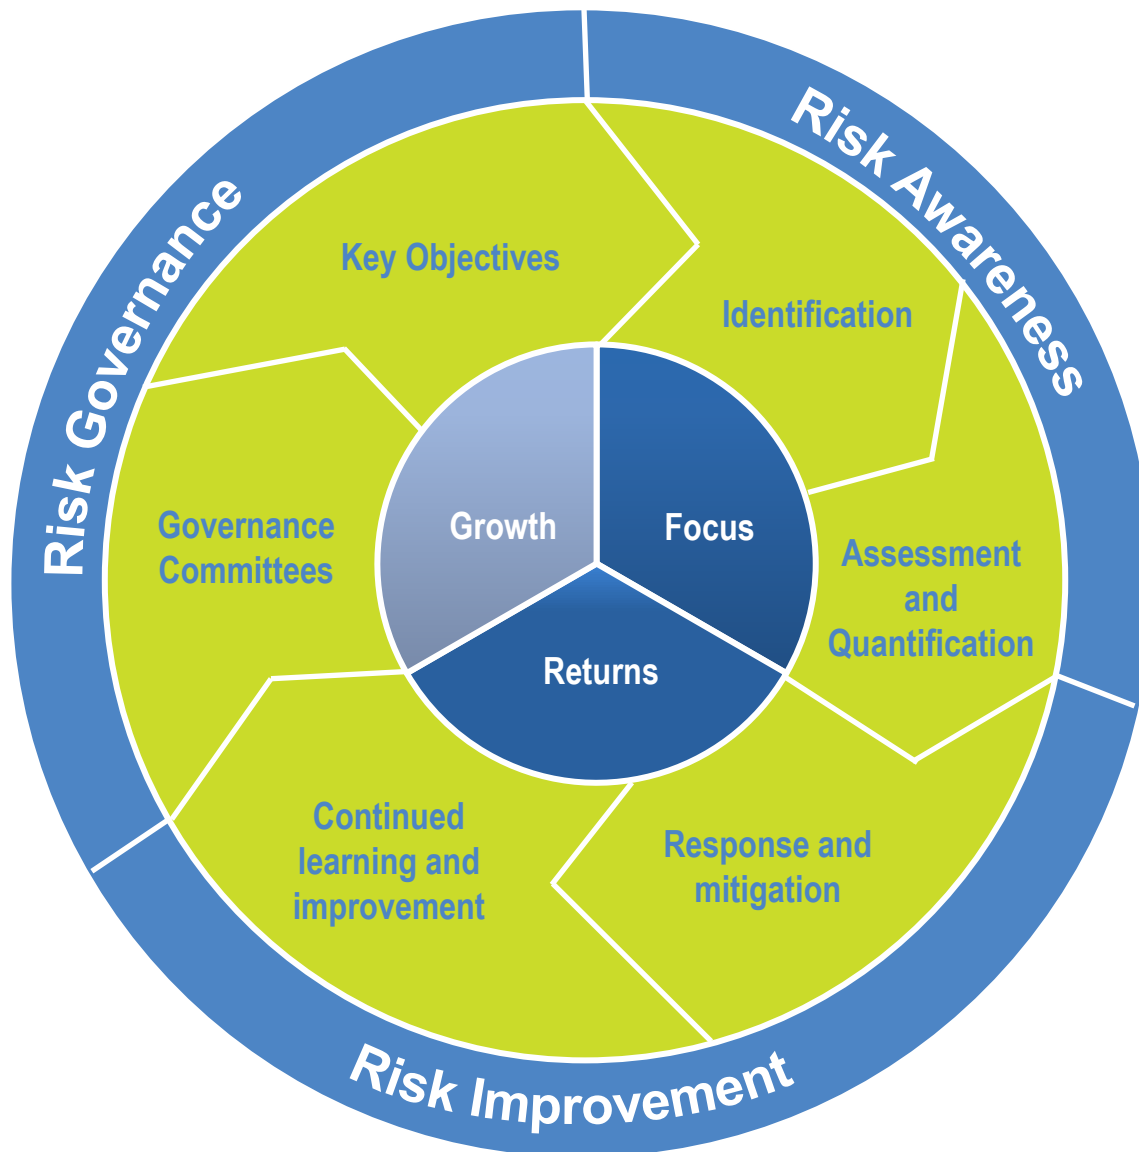 Risk Governance
Risk Awareness
Key Objectives
Identification
Governance
Committees
Growth
Focus
Assessment
and
Quantification
Returns
Continued
learning and
improvement
Response and
mitigation
Risk Improvement